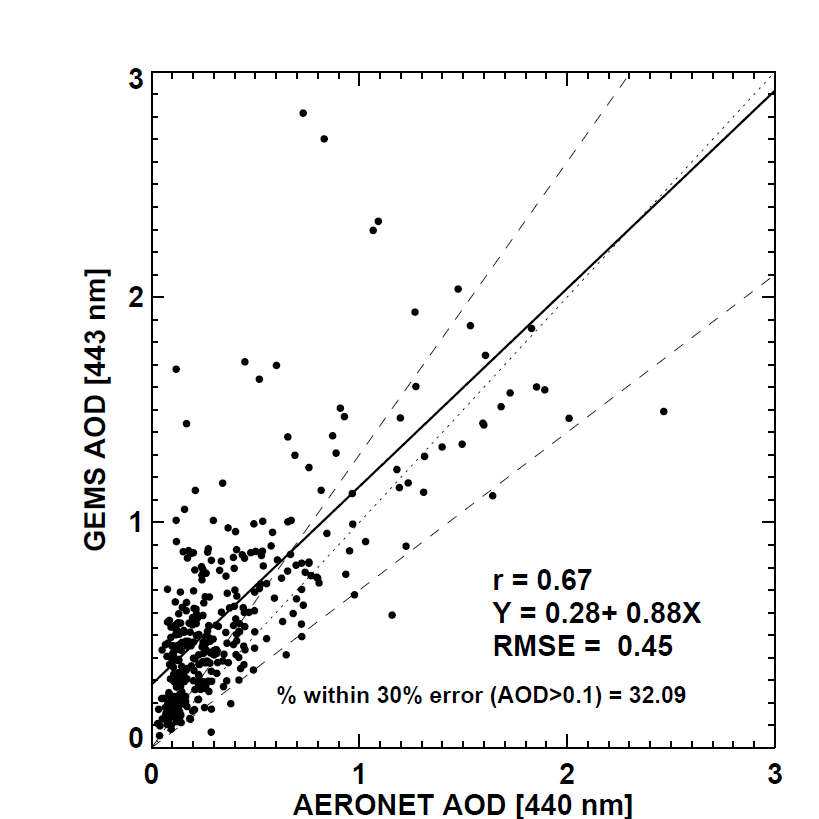 3
2
1
0
GEMS AOD [443 nm]
r = 0.67
Y = 0.28+ 0.88X
RMSE =  0.45
% within 30% error (AOD>0.1) = 32.09
0 1 2 3
AERONET AOD [440 nm]